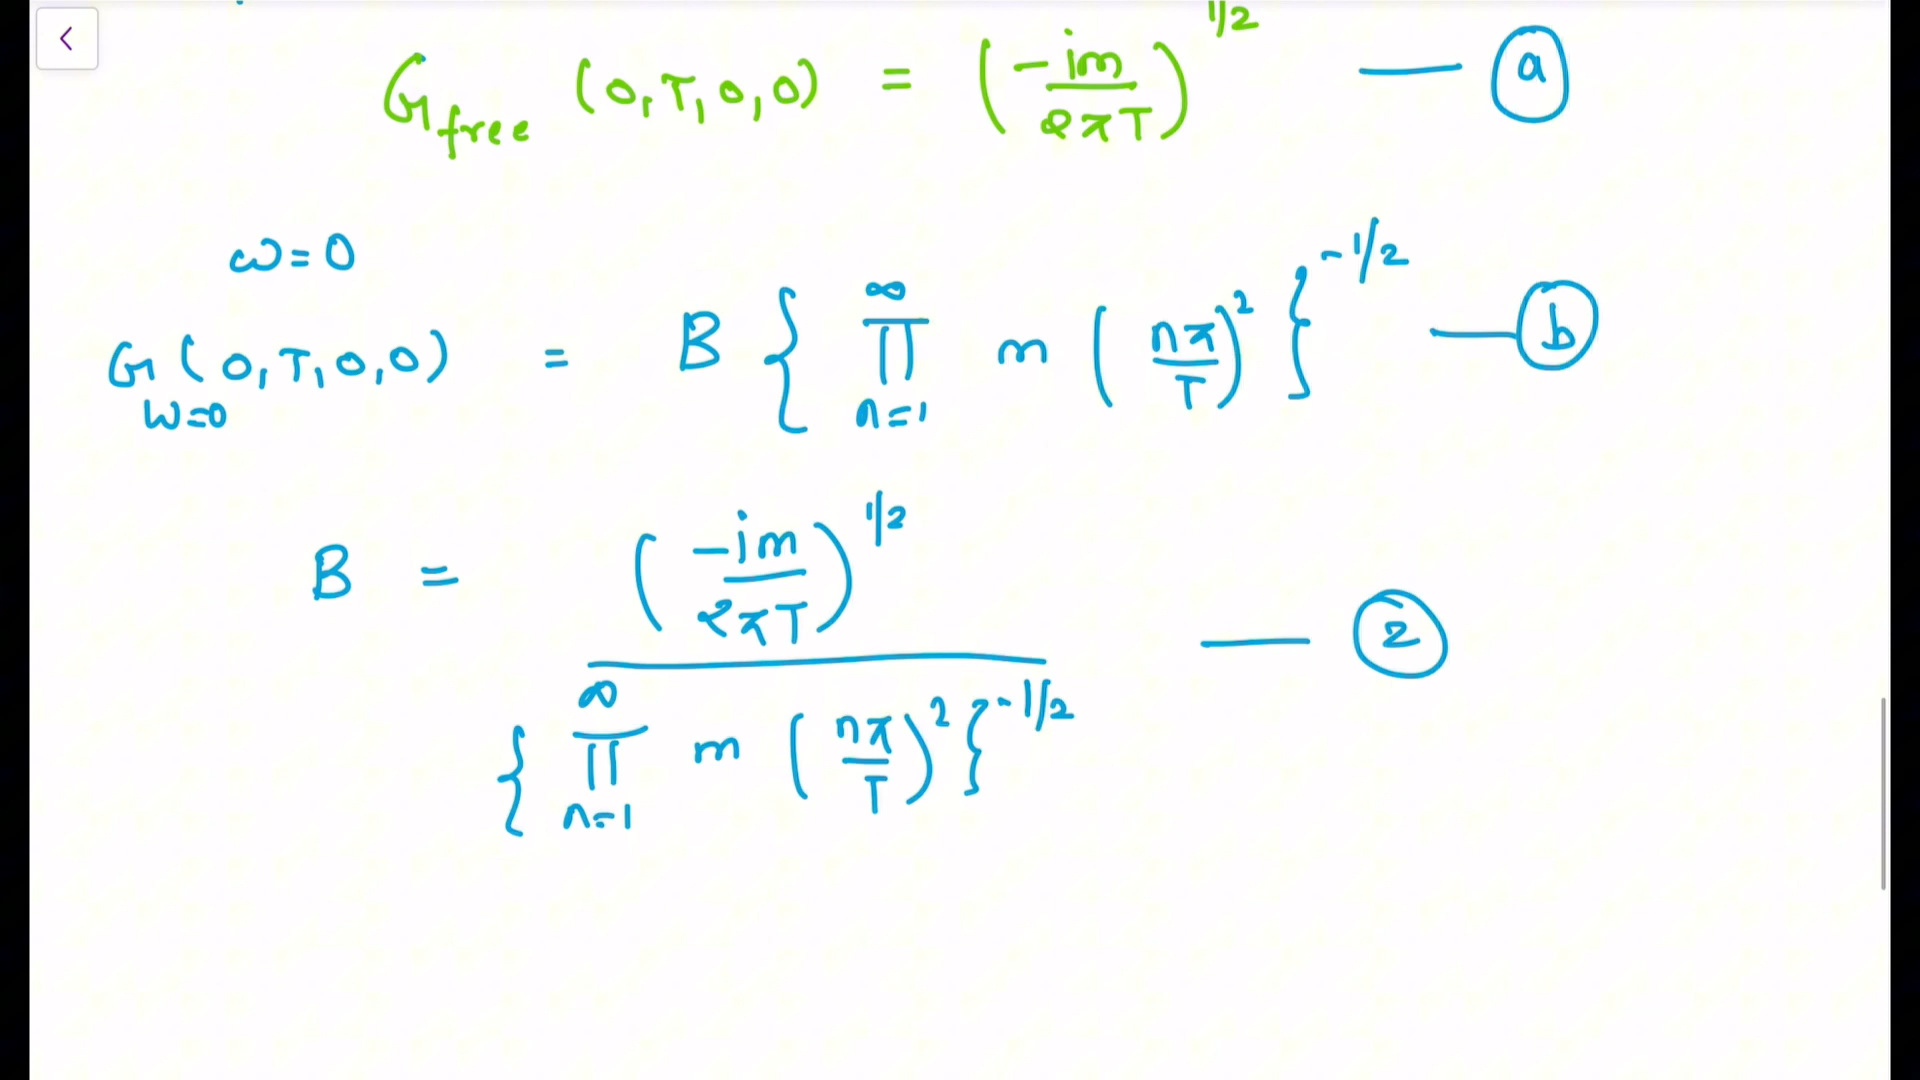 G_free (0,T,0,0) = (-im / 2πT)^1/2 — (a)
ω=0
G_{W=0} (0,T,0,0) = B { ∏_{n=1}^{∞} m (nπ/T)^2 }^{-1/2} — (b)
B = (-im / 2πT)^1/2 / { ∏_{n=1}^{∞} m (nπ/T)^2 }^{-1/2} — (2)